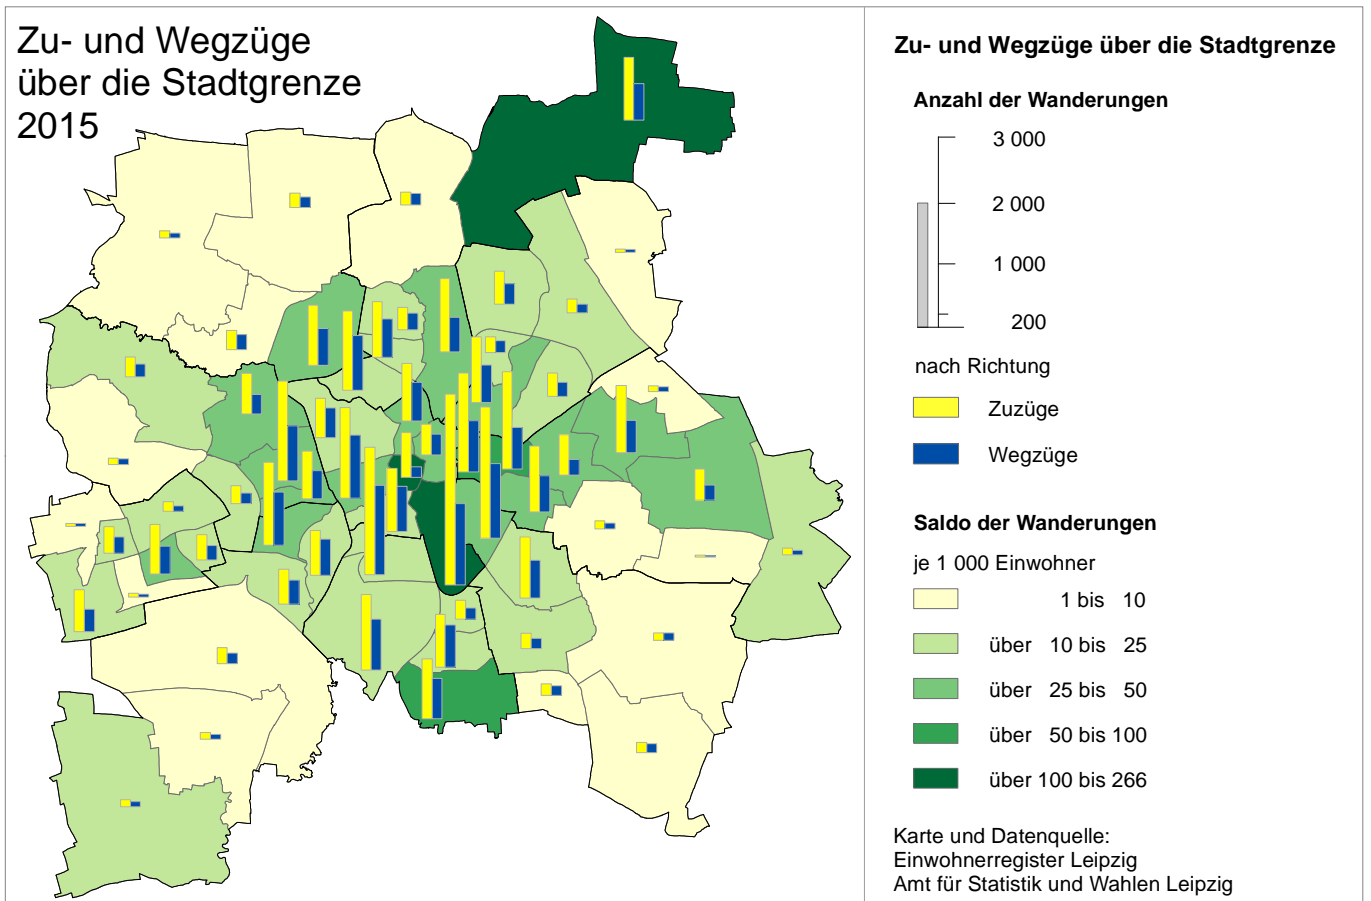 Zu- und Wegzüge
über die Stadtgrenze
2015
Zu- und Wegzüge über die Stadtgrenze
Anzahl der Wanderungen
3 000
2 000
1 000
200
nach Richtung
Zuzüge
Wegzüge
Saldo der Wanderungen
je 1 000 Einwohner
1 bis 10
über 10 bis 25
über 25 bis 50
über 50 bis 100
über 100 bis 266
Karte und Datenquelle:
Einwohnerregister Leipzig
Amt für Statistik und Wahlen Leipzig